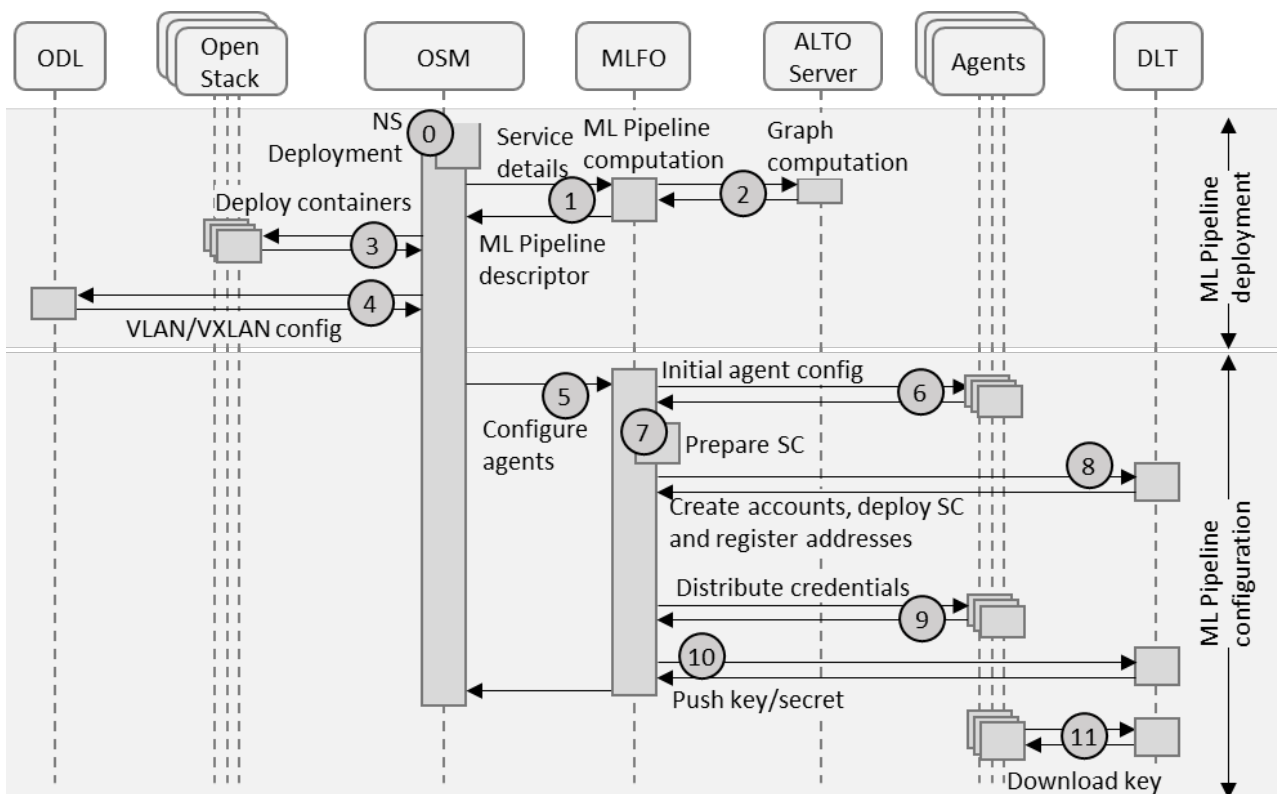 ODL
Open
Stack
OSM
MLFO
ALTO
Server
Agents
DLT
NS
Deployment
0
Service
details
ML Pipeline
computation
Graph
computation
1
2
Deploy containers
3
ML Pipeline
descriptor
4
VLAN/VXLAN config
ML Pipeline
deployment
Initial agent config
5
6
Configure
agents
7
Prepare SC
8
Create accounts, deploy SC
and register addresses
Distribute credentials
9
10
Push key/secret
11
Download key
ML Pipeline
configuration